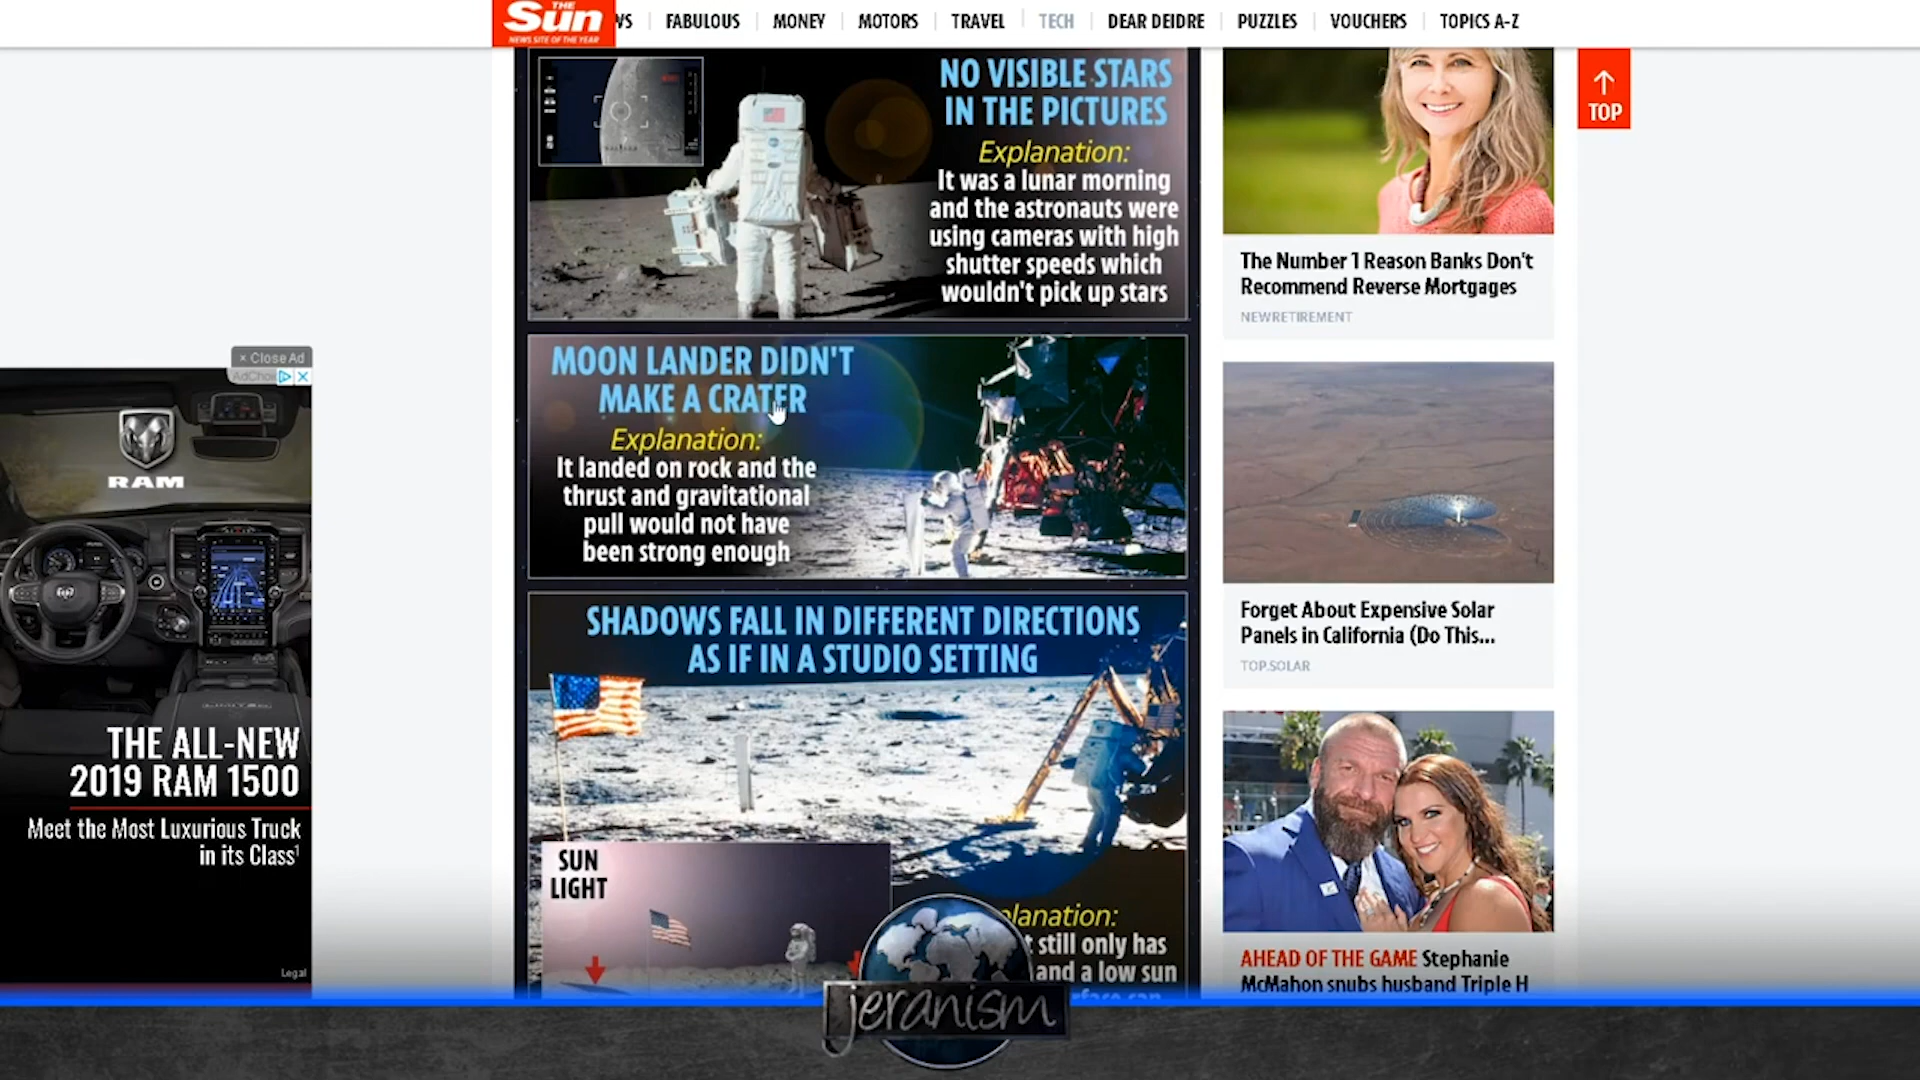 THE
Sun
NEWS SITE OF THE YEAR
WS
FABULOUS
MONEY
MOTORS
TRAVEL
TECH
DEAR DEIDRE
PUZZLES
VOUCHERS
TOPICS A-Z
NO VISIBLE STARS
IN THE PICTURES
Explanation:
It was a lunar morning
and the astronauts were
using cameras with high
shutter speeds which
wouldn't pick up stars
MOON LANDER DIDN'T
MAKE A CRATER
Explanation:
It landed on rock and the
thrust and gravitational
pull would not have
been strong enough
SHADOWS FALL IN DIFFERENT DIRECTIONS
AS IF IN A STUDIO SETTING
SUN
LIGHT
planation:
t still only has
and a low sun
TOP
The Number 1 Reason Banks Don't
Recommend Reverse Mortgages
NEWRETIREMENT
Forget About Expensive Solar
Panels in California (Do This...
TOP.SOLAR
AHEAD OF THE GAME Stephanie
McMahon snubs husband Triple H
× Close Ad
AdChoi
RAM
THE ALL-NEW
2019 RAM 1500
Meet the Most Luxurious Truck
in its Class¹
Legal
jeranism